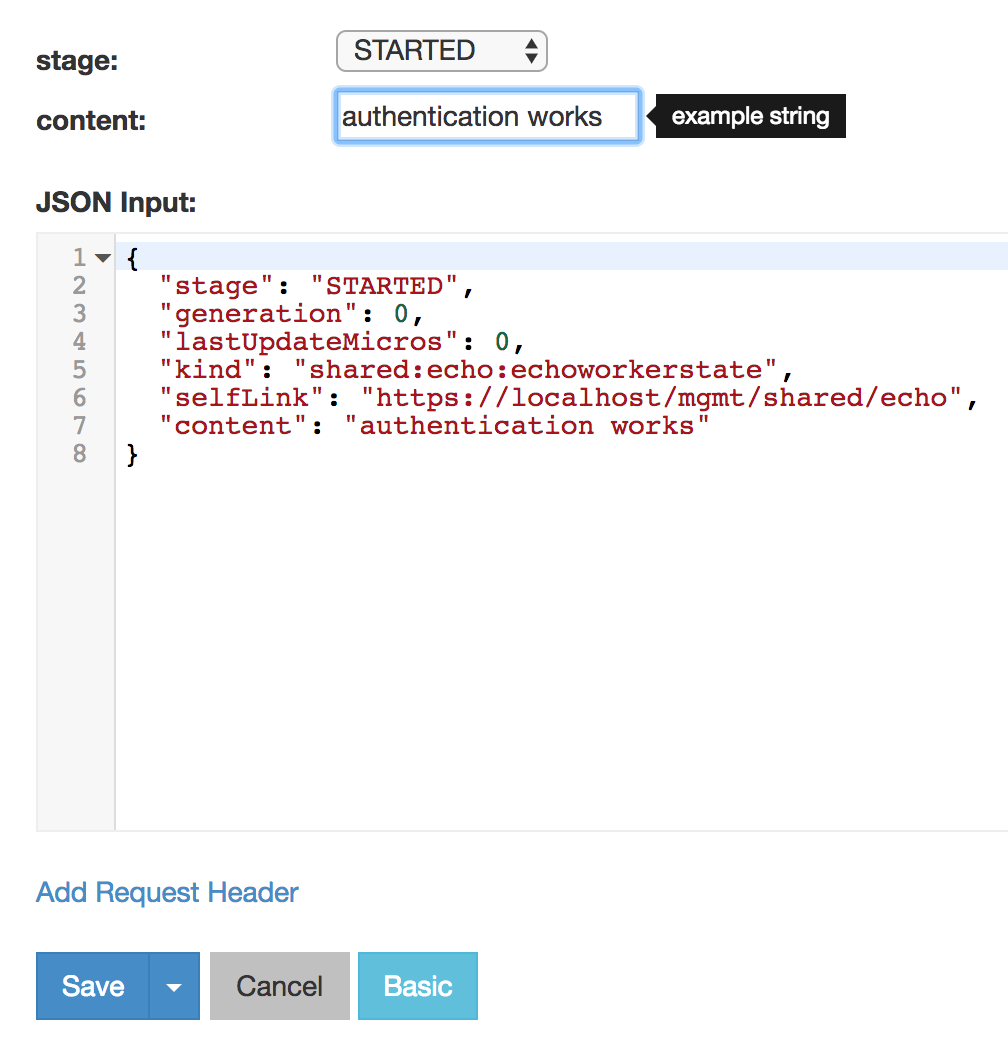 stage: STARTED
content: authentication works example string
JSON Input:
1 {
2 "stage": "STARTED",
3 "generation": 0,
4 "lastUpdateMicros": 0,
5 "kind": "shared:echo:echoworkerstate",
6 "selfLink": "https://localhost/mgmt/shared/echo",
7 "content": "authentication works"
8 }
Add Request Header
Save Cancel Basic